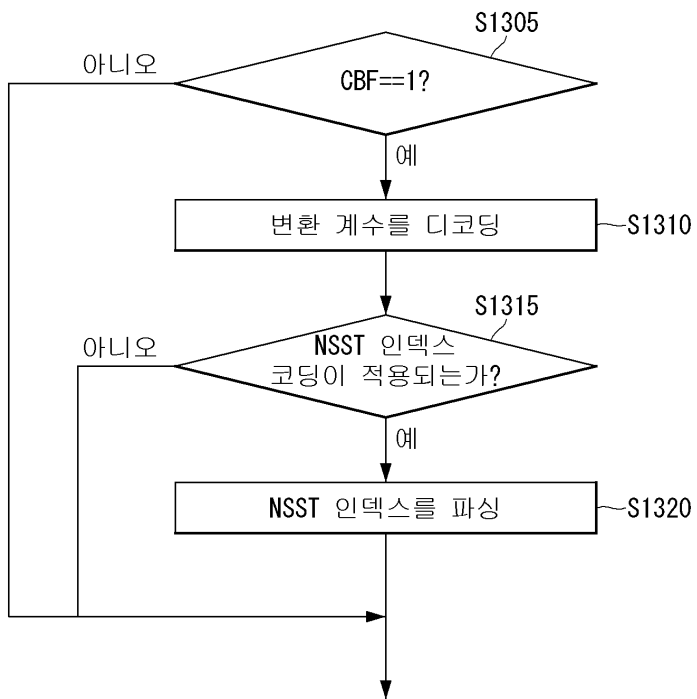 S1305
아니오
CBF==1?
예
변환 계수를 디코딩
S1310
S1315
아니오
NSST 인덱스
코딩이 적용되는가?
예
NSST 인덱스를 파싱
S1320